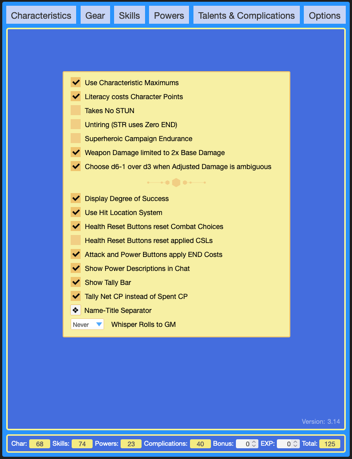 Characteristics Gear Skills Powers Talents & Complications Options
Use Characteristic Maximums
Literacy costs Character Points
Takes No STUN
Untiring (STR uses Zero END)
Superheroic Campaign Endurance
Weapon Damage limited to 2x Base Damage
Choose d6-1 over d3 when Adjusted Damage is ambiguous
Display Degree of Success
Use Hit Location System
Health Reset Buttons reset Combat Choices
Health Reset Buttons reset applied CSLs
Attack and Power Buttons apply END Costs
Show Power Descriptions in Chat
Show Tally Bar
Tally Net CP instead of Spent CP
Name-Title Separator
Never Whisper Rolls to GM
Version: 3.14
Char: 68 Skills: 74 Powers: 23 Complications: 40 Bonus: 0 EXP: 0 Total: 125